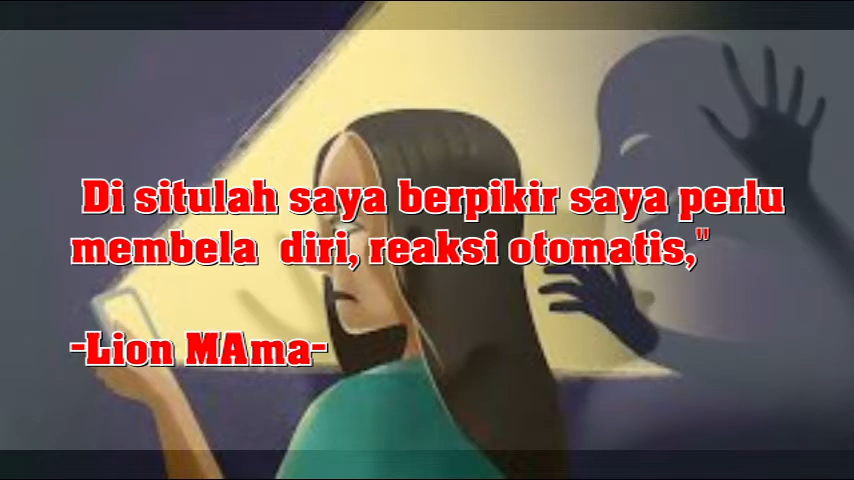 Di situlah saya berpikir saya perlu
membela diri, reaksi otomatis,"
-Lion MAma-